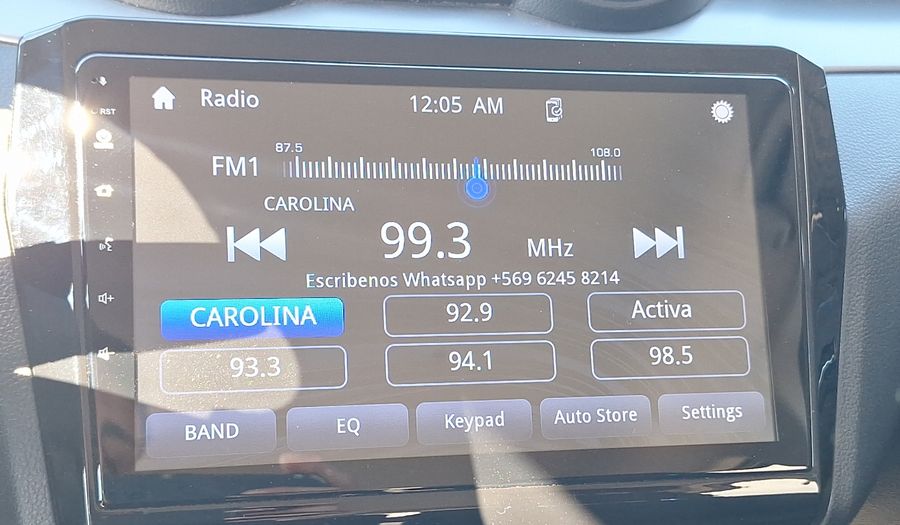 Radio
12:05 AM
RST
87.5
108.0
FM1
CAROLINA
99.3
MHz
Escribenos Whatsapp +569 6245 8214
CAROLINA
92.9
Activa
93.3
94.1
98.5
BAND
EQ
Keypad
Auto Store
Settings